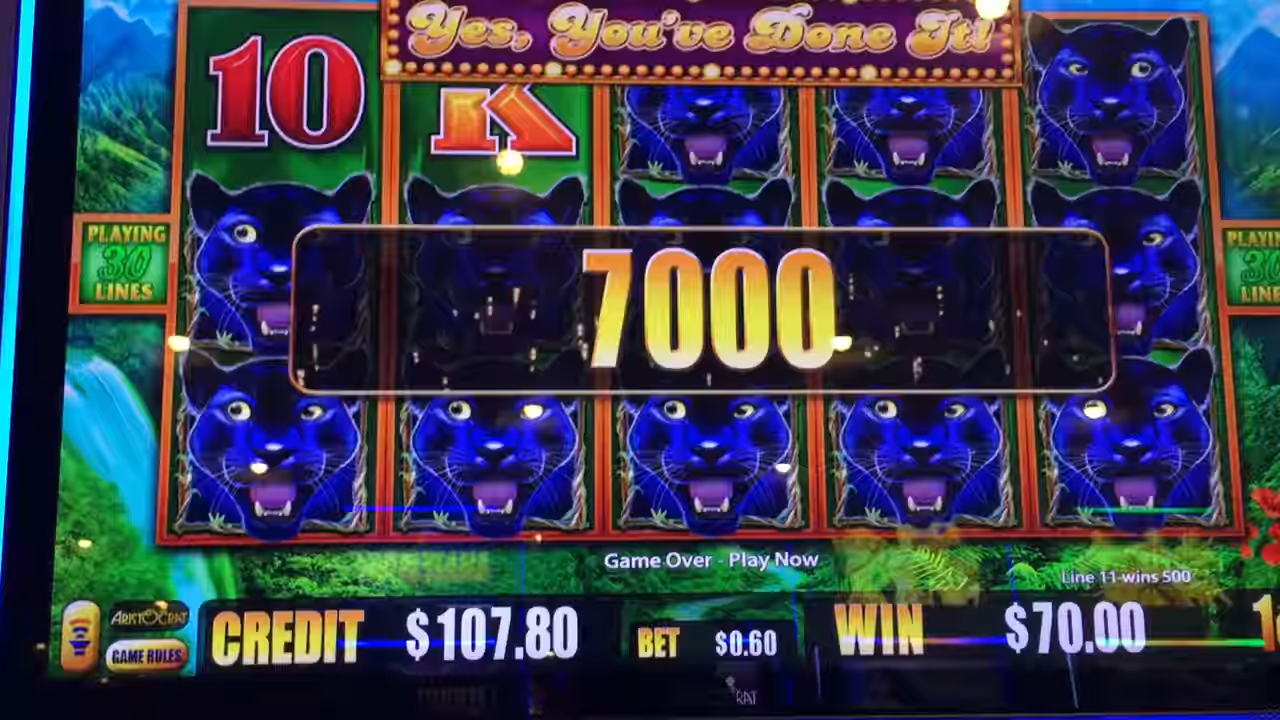 Yes, You've Done It!
10
K
PLAYING
30
LINES
7000
PLAYING
30
LINES
Game Over - Play Now
Line 11 wins 500
ARISTOCRAT
GAME RULES
CREDIT $107.80
BET $0.60
WIN $70.00